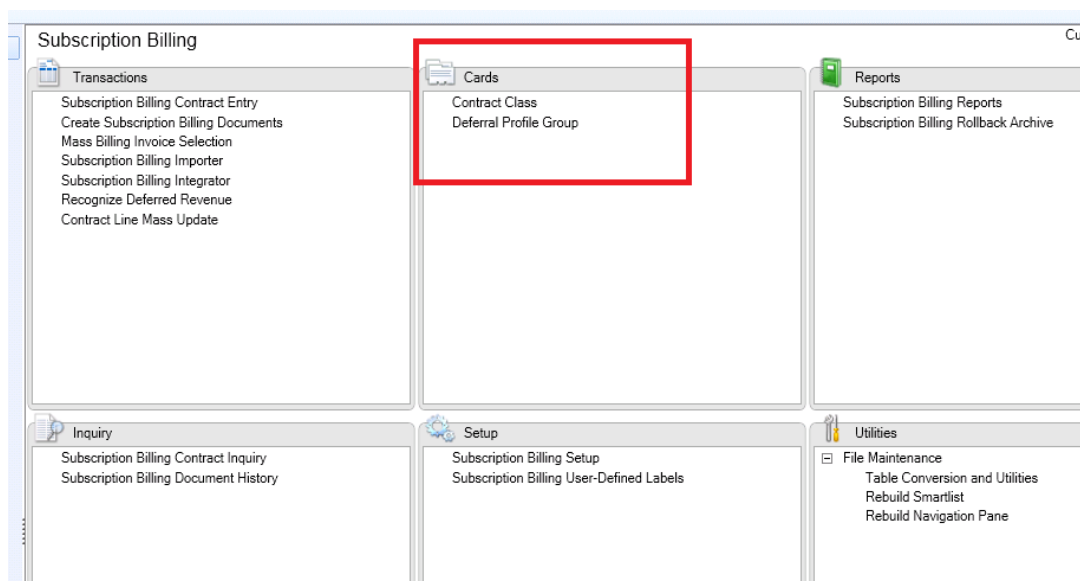 Subscription Billing
Cu
Transactions
Subscription Billing Contract Entry
Create Subscription Billing Documents
Mass Billing Invoice Selection
Subscription Billing Importer
Subscription Billing Integrator
Recognize Deferred Revenue
Contract Line Mass Update
Cards
Contract Class
Deferral Profile Group
Reports
Subscription Billing Reports
Subscription Billing Rollback Archive
Inquiry
Subscription Billing Contract Inquiry
Subscription Billing Document History
Setup
Subscription Billing Setup
Subscription Billing User-Defined Labels
Utilities
File Maintenance
Table Conversion and Utilities
Rebuild Smartlist
Rebuild Navigation Pane